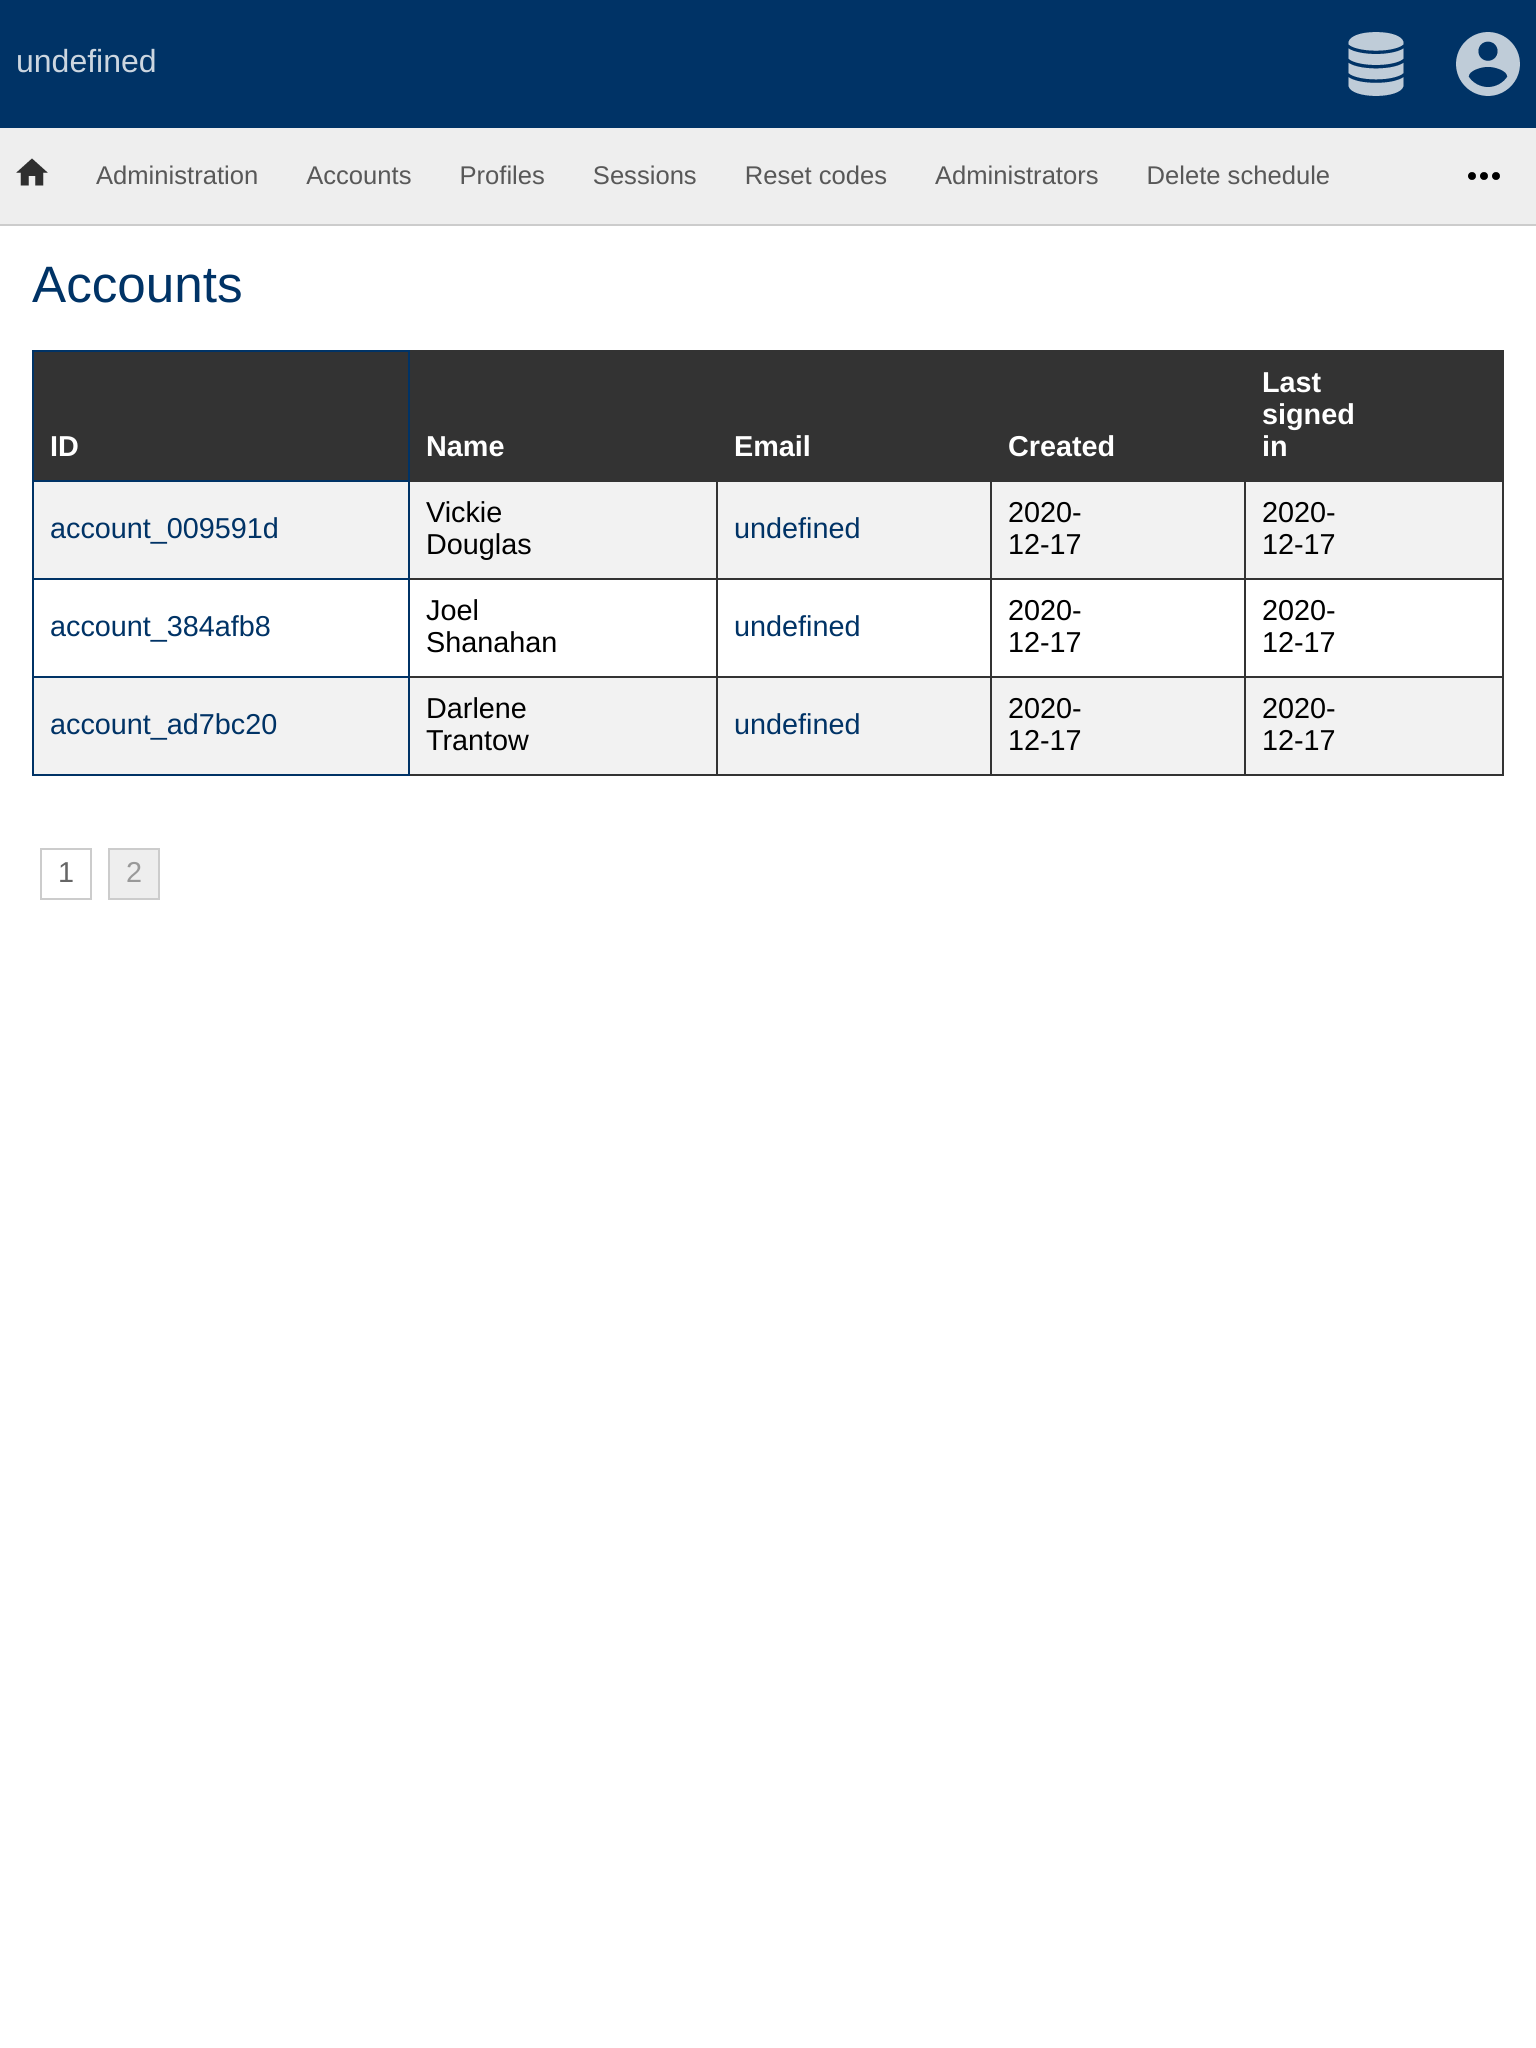 undefined
Administration Accounts Profiles Sessions Reset codes Administrators Delete schedule
Accounts
ID Name Email Created Last signed in
account_009591d Vickie Douglas undefined 2020-12-17 2020-12-17
account_384afb8 Joel Shanahan undefined 2020-12-17 2020-12-17
account_ad7bc20 Darlene Trantow undefined 2020-12-17 2020-12-17
1 2